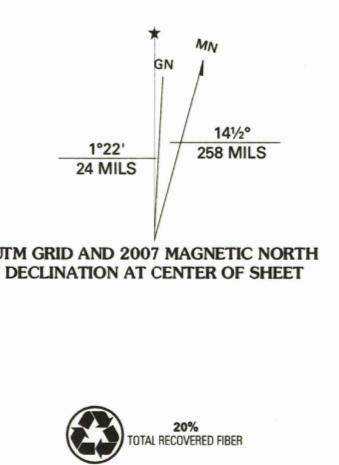 ★
GN
MN
1°22'
24 MILS
14½°
258 MILS
UTM GRID AND 2007 MAGNETIC NORTH
DECLINATION AT CENTER OF SHEET
20%
TOTAL RECOVERED FIBER